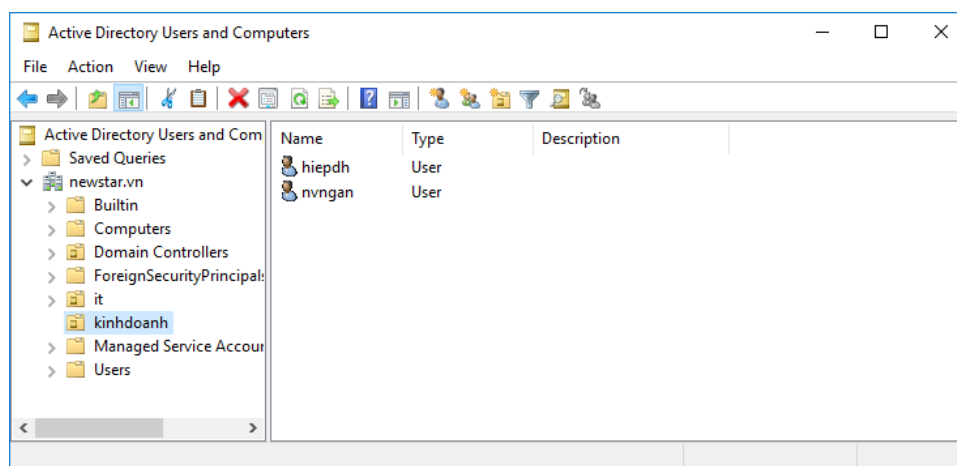 Active Directory Users and Computers
File Action View Help
Active Directory Users and Com
Saved Queries
newstar.vn
Builtin
Computers
Domain Controllers
ForeignSecurityPrincipals
it
kinhdoanh
Managed Service Accour
Users
Name Type Description
hiepdh User
nvngan User